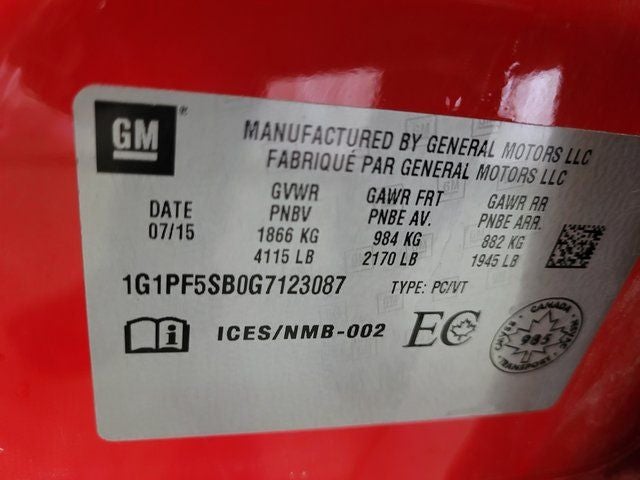 GM®
MANUFACTURED BY GENERAL MOTORS LLC
FABRIQUÉ PAR GENERAL MOTORS LLC
DATE
07/15
GVWR
PNBV
1866 KG
4115 LB
GAWR FRT
PNBE AV.
984 KG
2170 LB
GAWR RR
PNBE ARR.
882 KG
1945 LB
1G1PF5SB0G7123087
TYPE: PC/VT
ICES/NMB-002
EC
CANADA
985
TRANSPORT